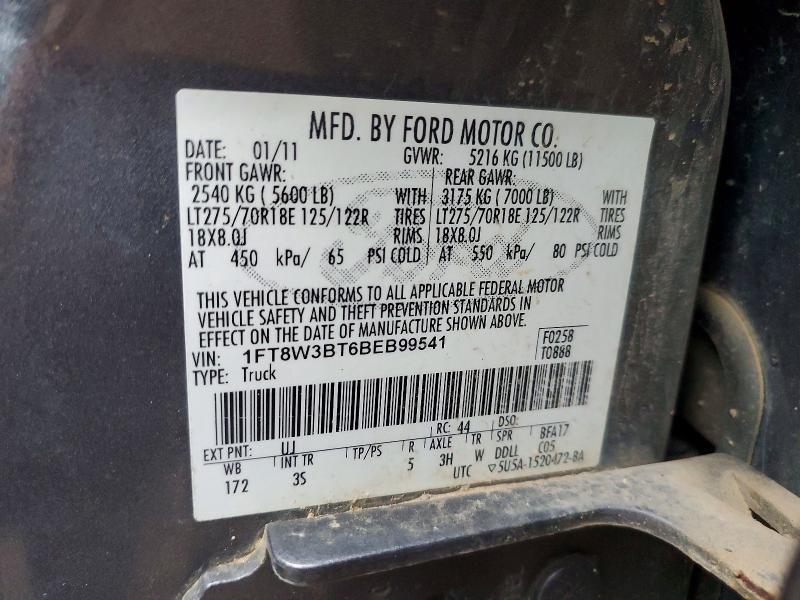 MFD. BY FORD MOTOR CO.
DATE: 01/11 GVWR: 5216 KG (11500 LB)
FRONT GAWR: REAR GAWR:
2540 KG ( 5600 LB) WITH 3175 KG ( 7000 LB) WITH
LT275/70R18E 125/122R TIRES LT275/70R18E 125/122R TIRES
18X8.0J RIMS 18X8.0J RIMS
AT 450 kPa/ 65 PSI COLD AT 550 kPa/ 80 PSI COLD
THIS VEHICLE CONFORMS TO ALL APPLICABLE FEDERAL MOTOR
VEHICLE SAFETY AND THEFT PREVENTION STANDARDS IN
EFFECT ON THE DATE OF MANUFACTURE SHOWN ABOVE.
VIN: 1FT8W3BT6BEB99541 F0258
TYPE: Truck T0888
RC: 44 DSO:
EXT PNT: UJ
WB INT TR TP/PS R AXLE TR SPR BFA17
172 3S 5 3H W DDLL C05
UTC 5U5A-1520472-BA